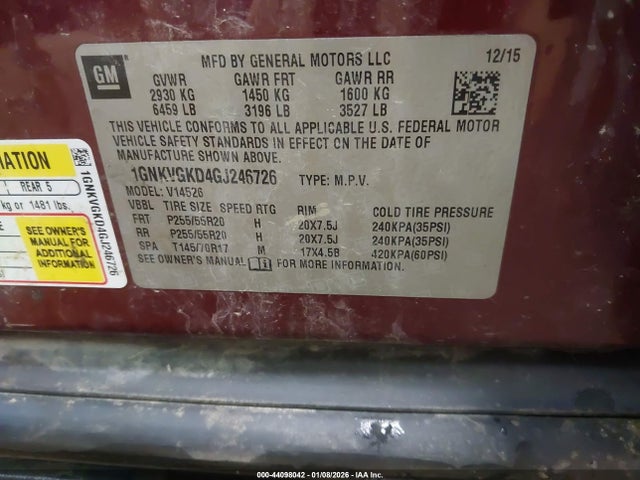 GM
MFD BY GENERAL MOTORS LLC 12/15
GVWR GAWR FRT GAWR RR
2930 KG 1450 KG 1600 KG
6459 LB 3196 LB 3527 LB
THIS VEHICLE CONFORMS TO ALL APPLICABLE U.S. FEDERAL MOTOR
VEHICLE SAFETY STANDARDS IN EFFECT ON THE DATE OF
MANUFACTURE SHOWN ABOVE.
1GNKVGKD4GJ246726 TYPE: M.P.V.
MODEL: V14526
VBBL TIRE SIZE SPEED RTG RIM COLD TIRE PRESSURE
FRT P255/55R20 H 20X7.5J 240KPA(35PSI)
RR P255/55R20 H 20X7.5J 240KPA(35PSI)
SPA T145/70R17 M 17X4.5B 420KPA(60PSI)
SEE OWNER'S MANUAL FOR MORE INFORMATION.
REAR 5
kg or 1481 lbs.
SEE OWNER'S
MANUAL FOR
ADDITIONAL
INFORMATION
1GNKVGKD4GJ246726
000-44098042 - 01/08/2026 - IAA Inc.